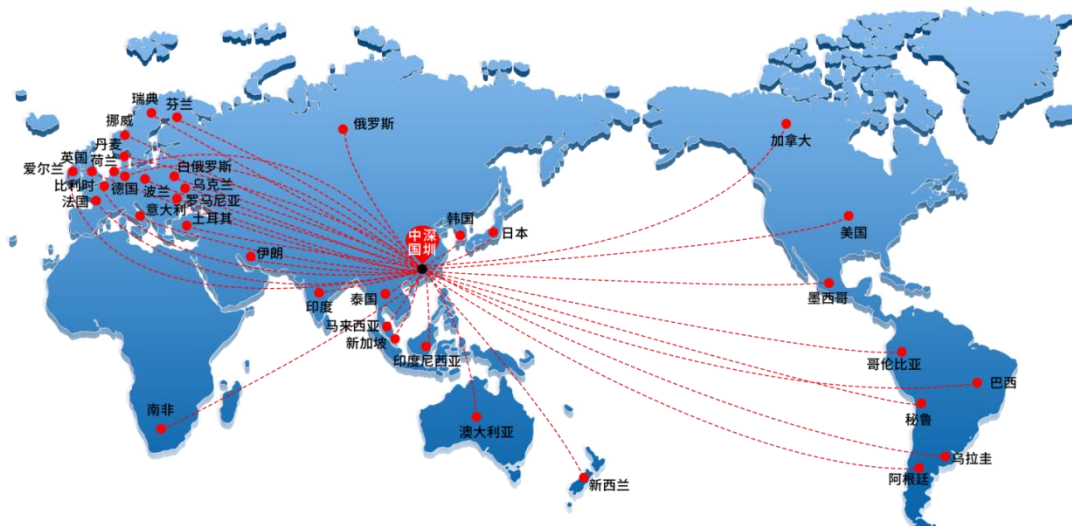 瑞典
芬兰
挪威
俄罗斯
加拿大
丹麦
英国
荷兰
爱尔兰
白俄罗斯
比利时
德国
波兰
乌克兰
法国
罗马尼亚
意大利
土耳其
韩国
日本
美国
中深
国圳
伊朗
印度
泰国
墨西哥
马来西亚
新加坡
印度尼西亚
哥伦比亚
巴西
南非
秘鲁
澳大利亚
乌拉圭
阿根廷
新西兰